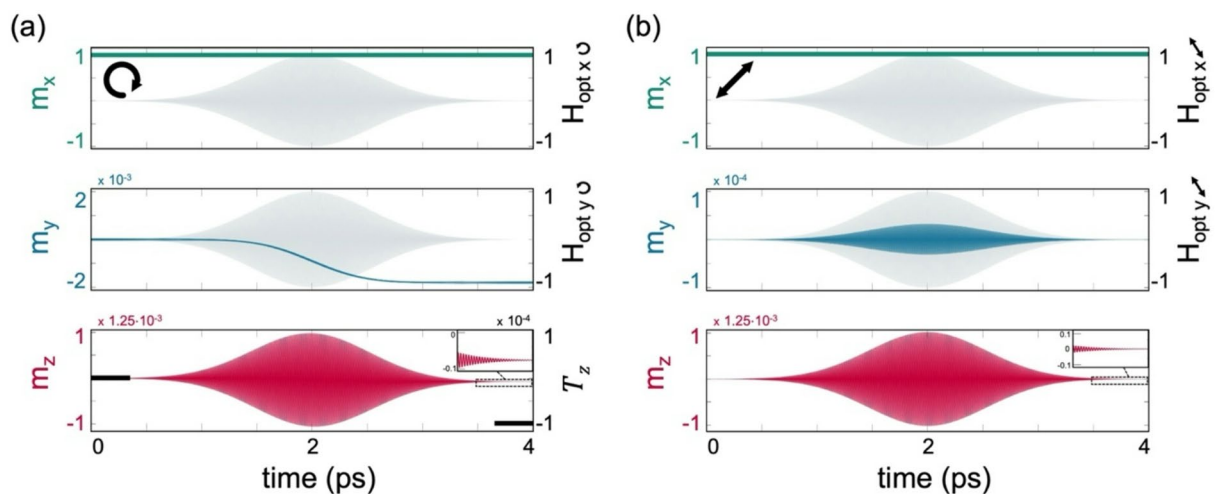 (a)
m_x
1
-1
1
-1
H_opt x ↺
x 10⁻³
m_y
2
-2
1
-1
H_opt y ↺
x 1.25·10⁻³
m_z
1
-1
0
-0.1
x 10⁻⁴
1
-1
T_z
0 2 4
time (ps)
(b)
m_x
1
-1
1
-1
H_opt x
x 10⁻⁴
m_y
1
-1
1
-1
H_opt y
x 1.25·10⁻³
m_z
1
-1
0.1
0
-0.1
0 2 4
time (ps)